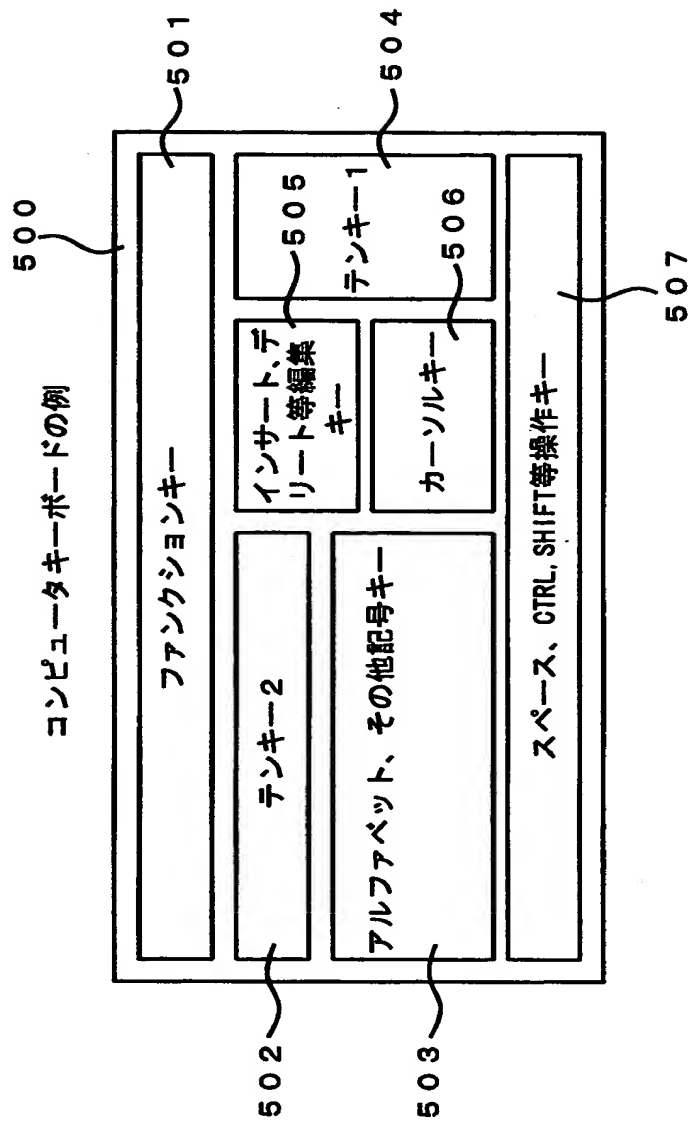 コンピュータキーボードの例
500
ファンクションキー
501
テンキー2
502
インサート、デ
リート等編集
キー
505
テンキー1
504
アルファベット、その他記号キー
503
カーソルキー
506
スペース、CTRL,SHIFT等操作キー
507